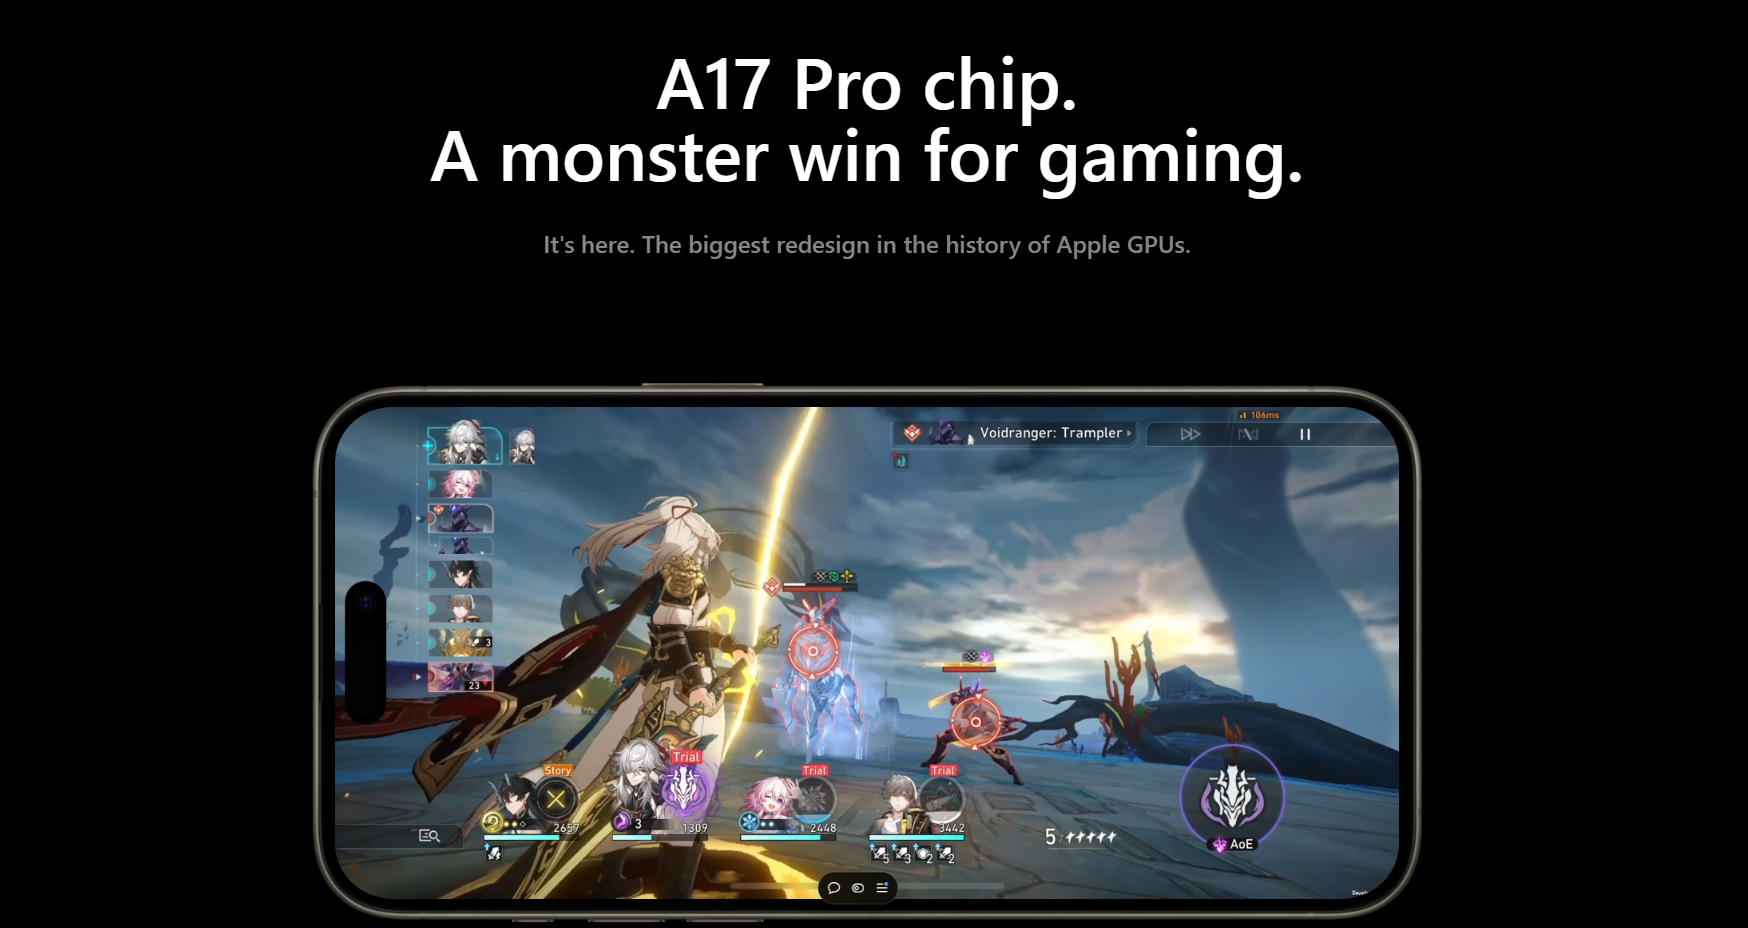 A17 Pro chip.
A monster win for gaming.
It's here. The biggest redesign in the history of Apple GPUs.
106ms
Voidranger: Trampler
3
23
Story
Trial
Trial
Trial
2657
3
1309
2448
3442
5
3
2
2
5
AoE